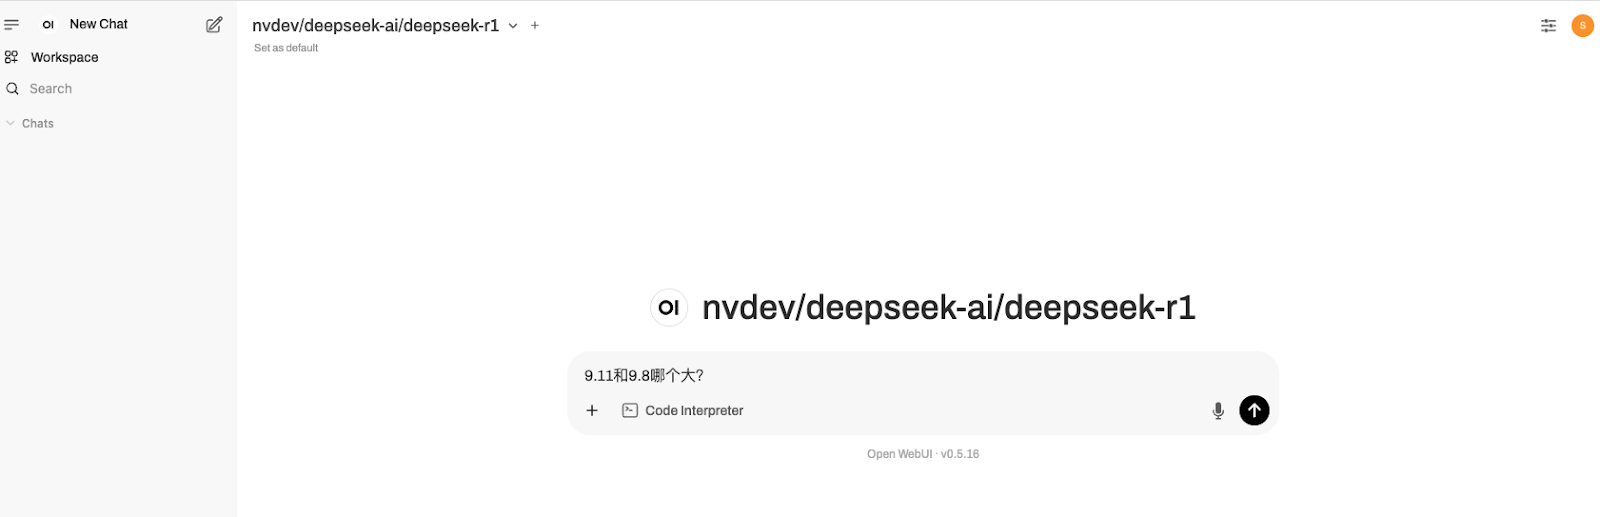 OI New Chat
Workspace
Search
Chats
nvdev/deepseek-ai/deepseek-r1
Set as default
S
OI nvdev/deepseek-ai/deepseek-r1
9.11和9.8哪个大?
Code Interpreter
Open WebUI · v0.5.16